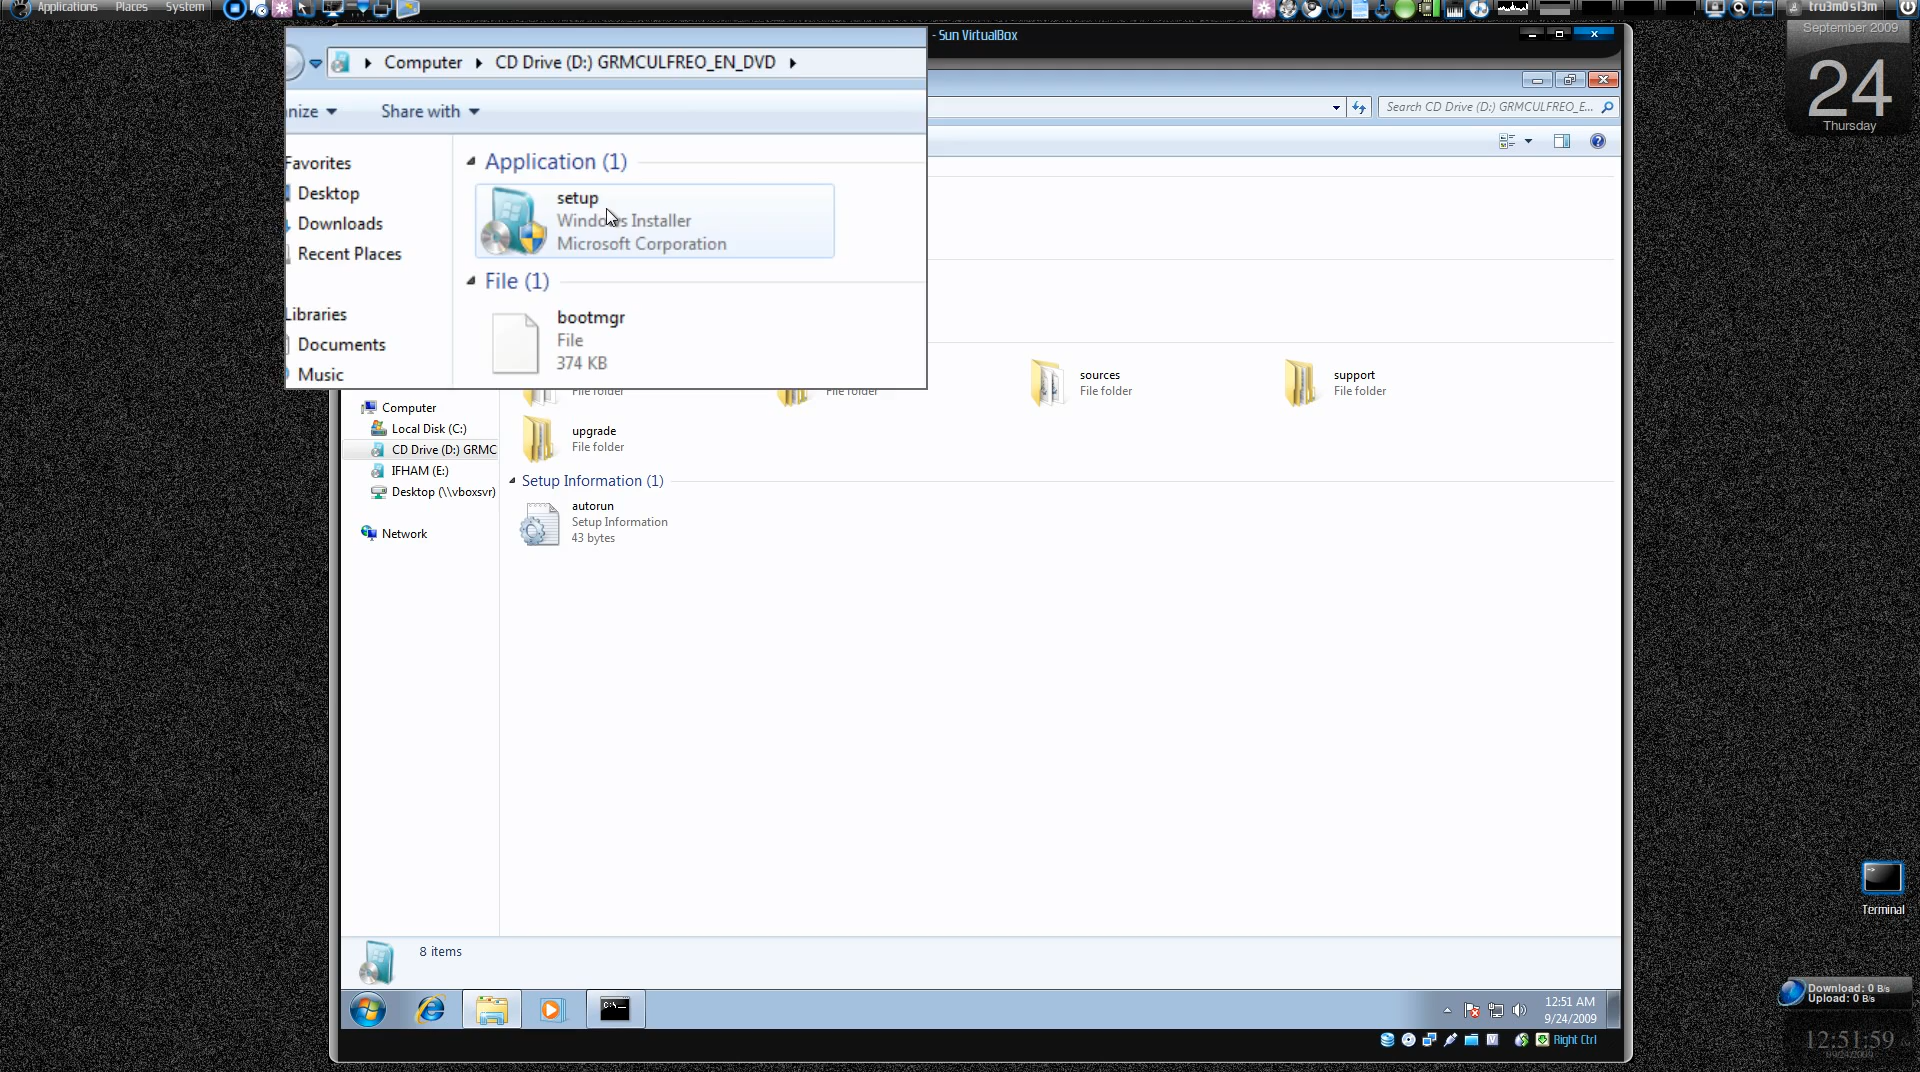 Applications Places System
tru3m0sl3m
- Sun VirtualBox
September 2009
24
Thursday
Computer CD Drive (D:) GRMCULFREO_EN_DVD
Search CD Drive (D:) GRMCULFREO_E...
nize Share with
Favorites
Desktop
Downloads
Recent Places
Libraries
Documents
Music
Application (1)
setup
Windows Installer
Microsoft Corporation
File (1)
bootmgr
File
374 KB
File folder
File folder
sources
File folder
support
File folder
upgrade
File folder
Computer
Local Disk (C:)
CD Drive (D:) GRMC
IFHAM (E:)
Desktop (\\vboxsvr)
Network
Setup Information (1)
autorun
Setup Information
43 bytes
Terminal
8 items
12:51 AM
9/24/2009
Right Ctrl
Download: 0 B/s
Upload: 0 B/s
12:51:59
09/24/2009